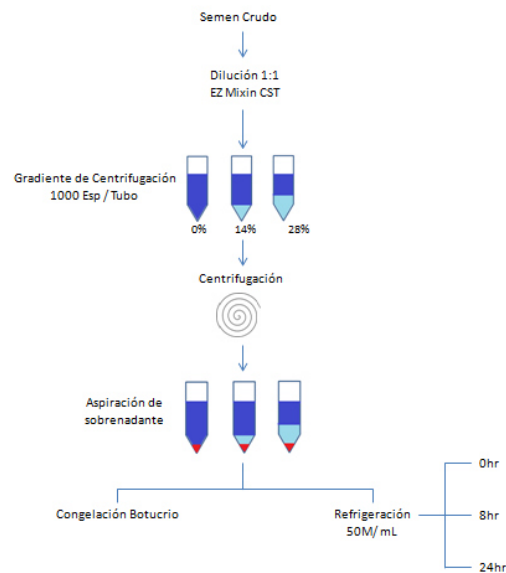 Semen Crudo
Dilución 1:1
EZ Mixin CST
Gradiente de Centrifugación
1000 Esp / Tubo
0%
14%
28%
Centrifugación
Aspiración de
sobrenadante
Congelación Botucrio
Refrigeración
50M/ mL
0hr
8hr
24hr